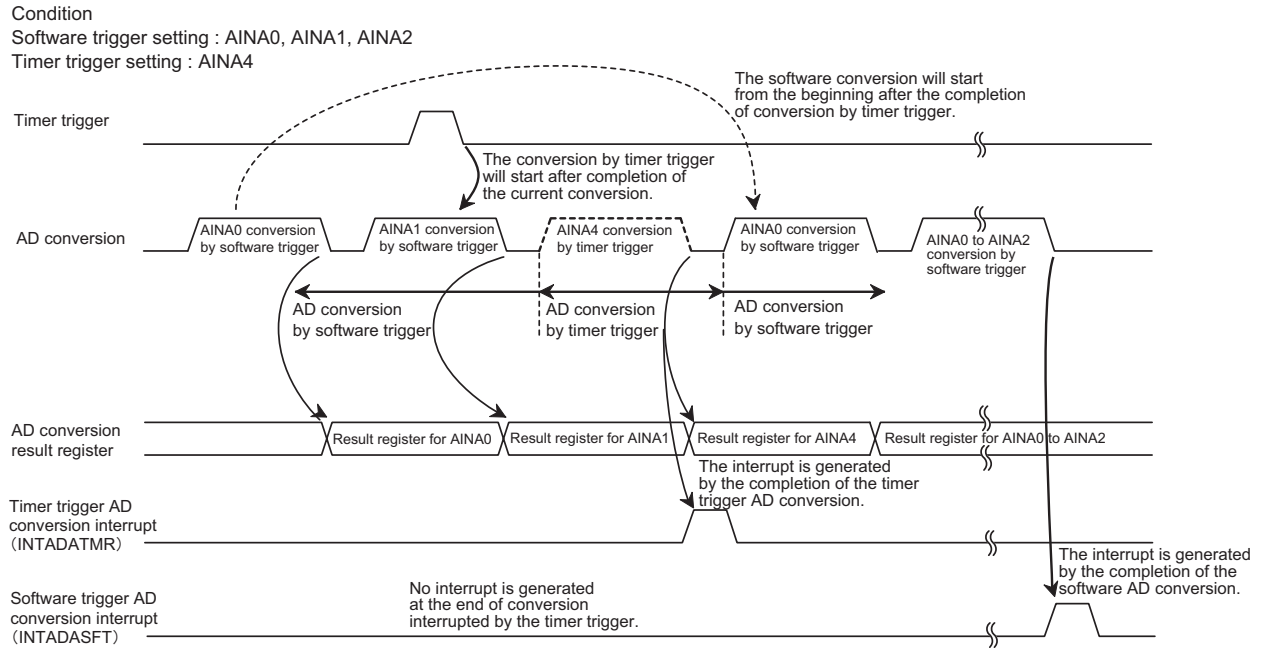 Condition
Software trigger setting : AINA0, AINA1, AINA2
Timer trigger setting : AINA4
The software conversion will start
from the beginning after the completion
of conversion by timer trigger.
Timer trigger
The conversion by timer trigger
will start after completion of
the current conversion.
AD conversion
AINA0 conversion
by software trigger
AINA1 conversion
by software trigger
AINA4 conversion
by timer trigger
AINA0 conversion
by software trigger
AINA0 to AINA2
conversion by
software trigger
AD conversion
by software trigger
AD conversion
by timer trigger
AD conversion
by software trigger
AD conversion
result register
Result register for AINA0
Result register for AINA1
Result register for AINA4
Result register for AINA0 to AINA2
The interrupt is generated
by the completion of the timer
trigger AD conversion.
Timer trigger AD
conversion interrupt
（INTADATMR）
The interrupt is generated
by the completion of the
software AD conversion.
Software trigger AD
conversion interrupt
（INTADASFT）
No interrupt is generated
at the end of conversion
interrupted by the timer trigger.